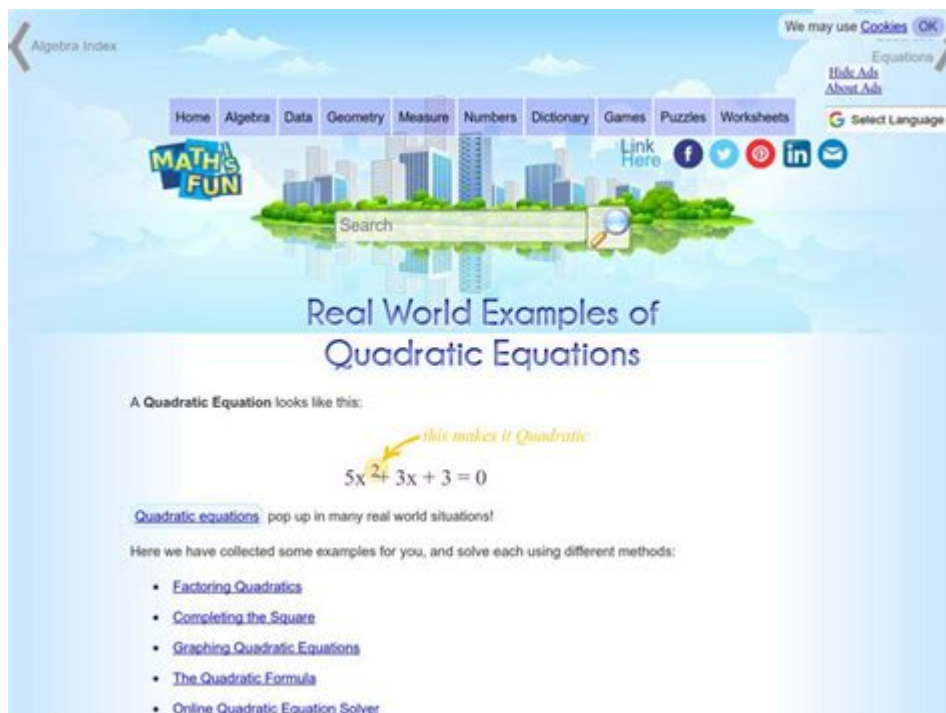 We may use Cookies OK
Algebra Index
Equations
Hide Ads
About Ads
Home Algebra Data Geometry Measure Numbers Dictionary Games Puzzles Worksheets
Select Language
MATH IS FUN
Link Here
Search
Real World Examples of
Quadratic Equations
A Quadratic Equation looks like this:
this makes it Quadratic
5x² + 3x + 3 = 0
Quadratic equations pop up in many real world situations!
Here we have collected some examples for you, and solve each using different methods:
• Factoring Quadratics
• Completing the Square
• Graphing Quadratic Equations
• The Quadratic Formula
• Online Quadratic Equation Solver